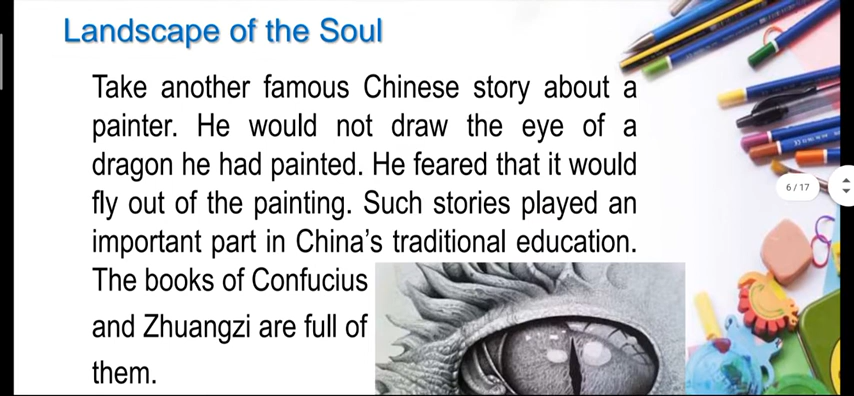 Landscape of the Soul
Take another famous Chinese story about a
painter. He would not draw the eye of a
dragon he had painted. He feared that it would
fly out of the painting. Such stories played an
important part in China's traditional education.
The books of Confucius
and Zhuangzi are full of
them.
6 / 17